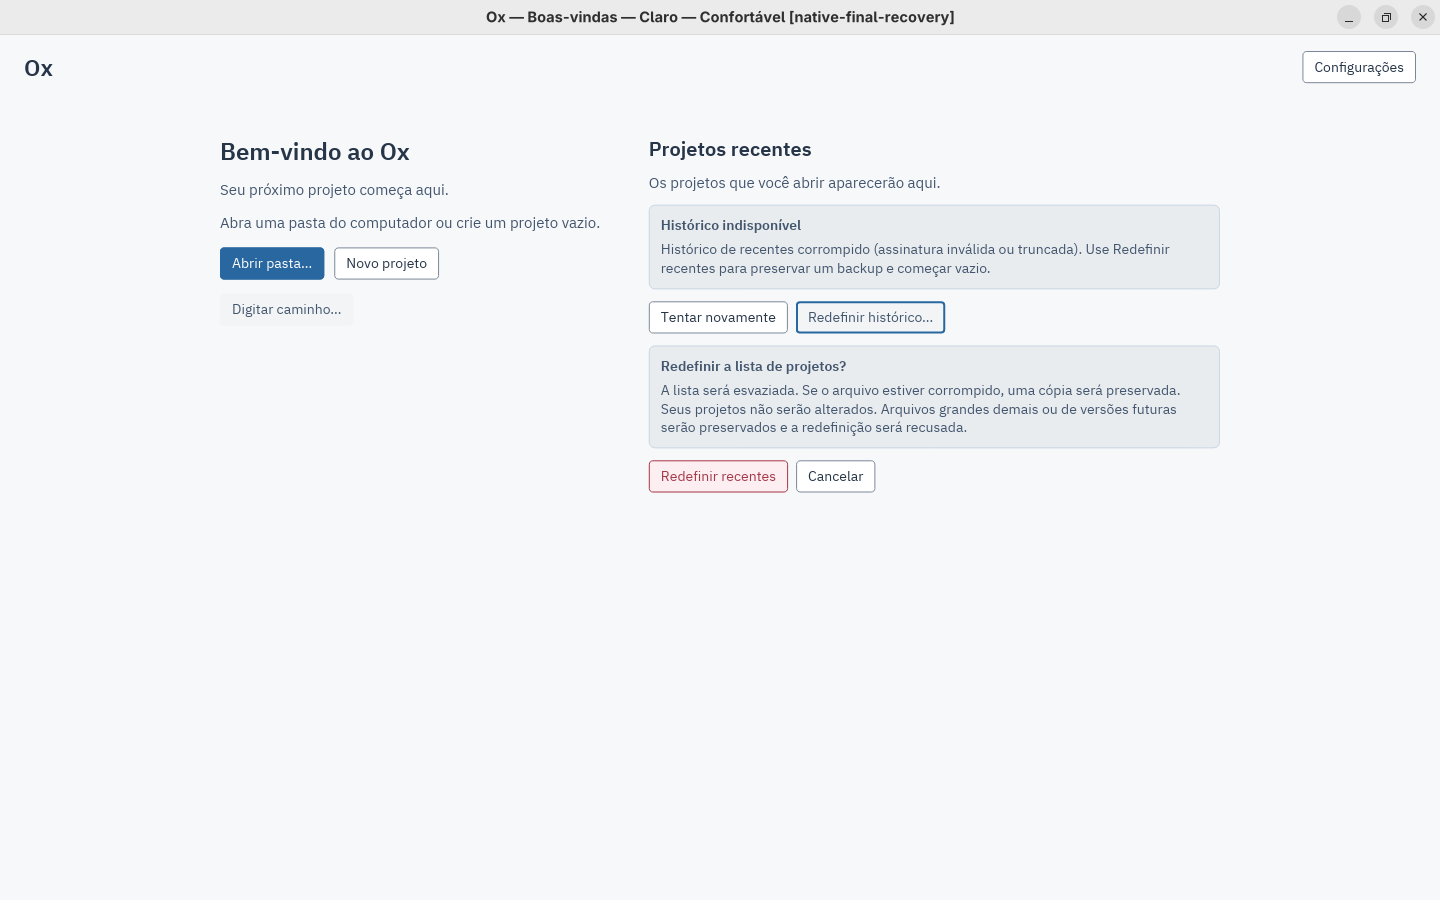 Ox — Boas-vindas — Claro — Confortável [native-final-recovery]
Ox
Configurações
Bem-vindo ao Ox
Seu próximo projeto começa aqui.
Abra uma pasta do computador ou crie um projeto vazio.
Abrir pasta...
Novo projeto
Digitar caminho...
Projetos recentes
Os projetos que você abrir aparecerão aqui.
Histórico indisponível
Histórico de recentes corrompido (assinatura inválida ou truncada). Use Redefinir
recentes para preservar um backup e começar vazio.
Tentar novamente
Redefinir histórico...
Redefinir a lista de projetos?
A lista será esvaziada. Se o arquivo estiver corrompido, uma cópia será preservada.
Seus projetos não serão alterados. Arquivos grandes demais ou de versões futuras
serão preservados e a redefinição será recusada.
Redefinir recentes
Cancelar